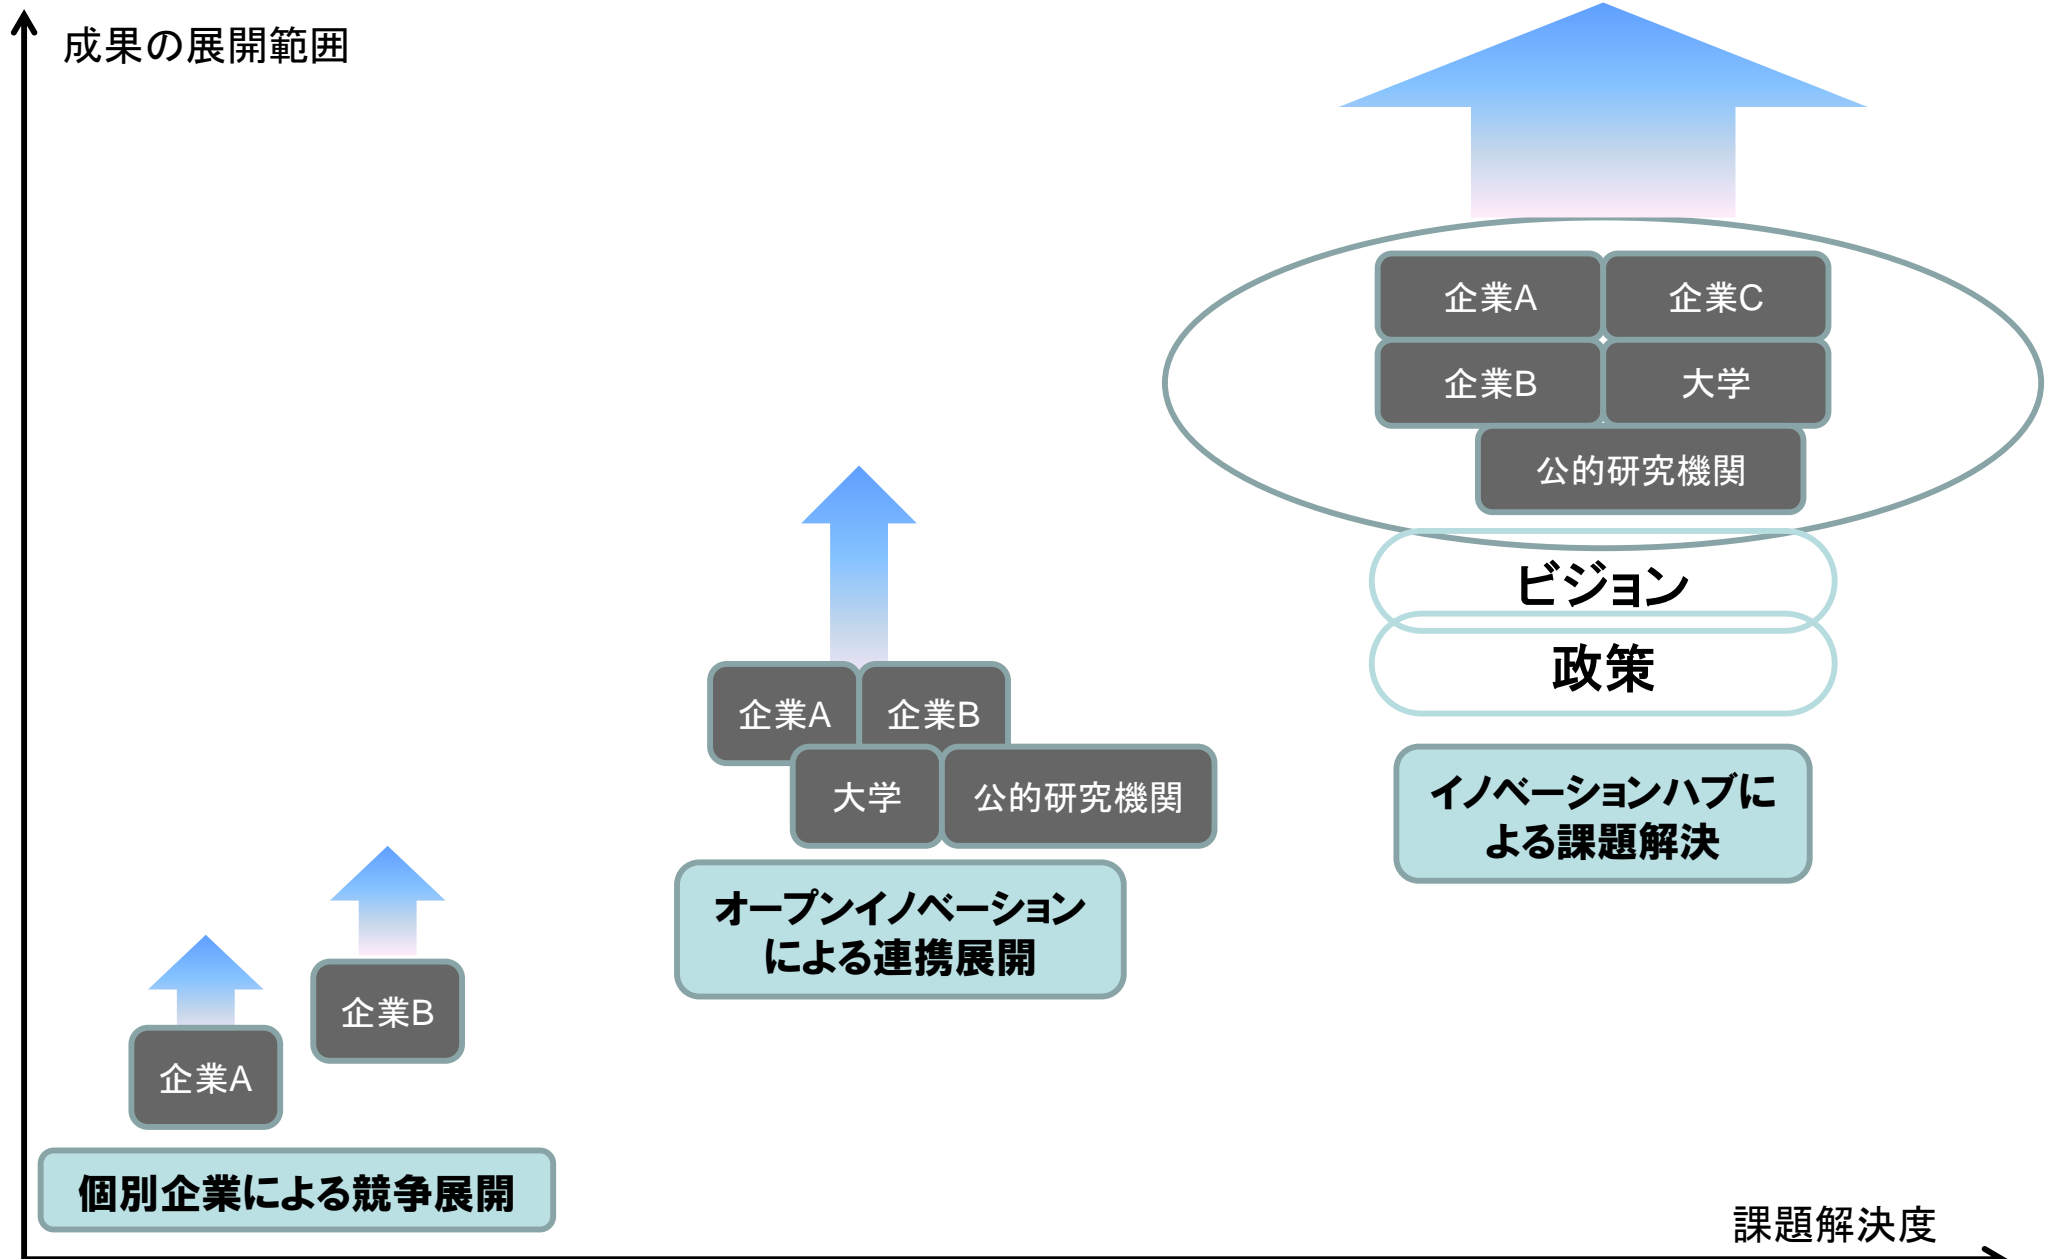 成果の展開範囲
企業A
企業C
企業B
大学
公的研究機関
ビジョン
政策
イノベーションハブに
よる課題解決
企業A
企業B
大学
公的研究機関
オープンイノベーション
による連携展開
企業B
企業A
個別企業による競争展開
課題解決度